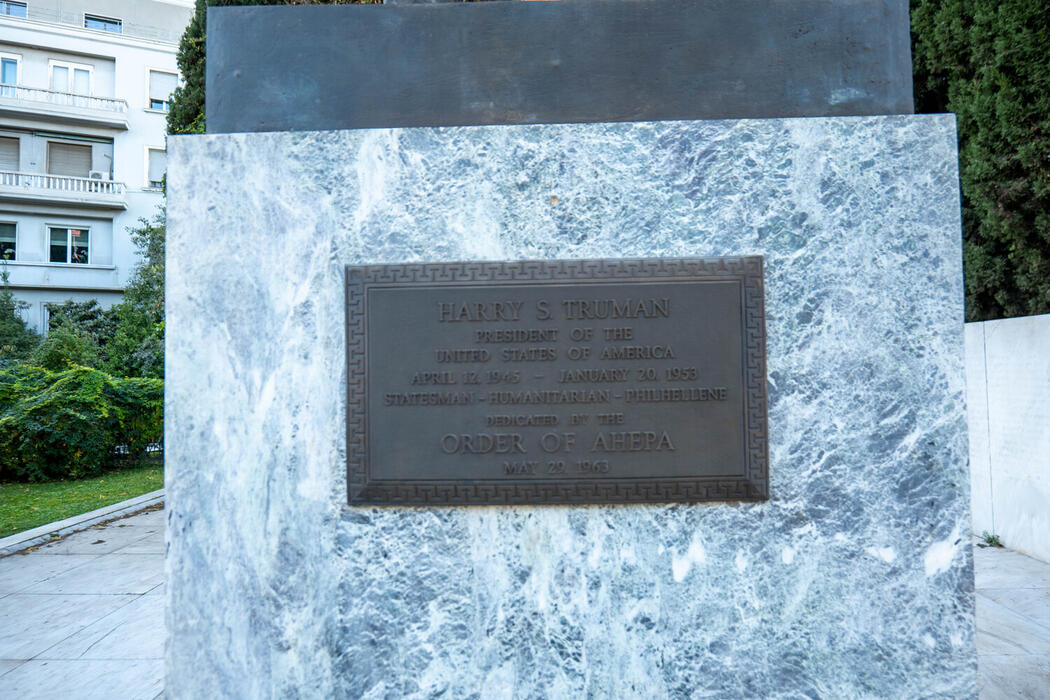 HARRY S. TRUMAN
PRESIDENT OF THE
UNITED STATES OF AMERICA
APRIL 12, 1945 – JANUARY 20, 1953
STATESMAN - HUMANITARIAN - PHILHELLENE
DEDICATED BY THE
ORDER OF AHEPA
MAY 29, 1963